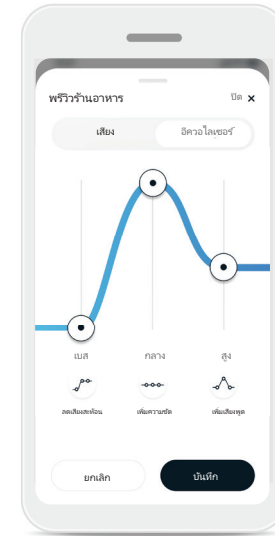 พรีวิวร้านอาหาร ปิด ×
เสียง อีควอไลเซอร์
เบส กลาง สูง
ลดเสียงสะท้อน เพิ่มความชัด เพิ่มเสียงพูด
ยกเลิก บันทึก